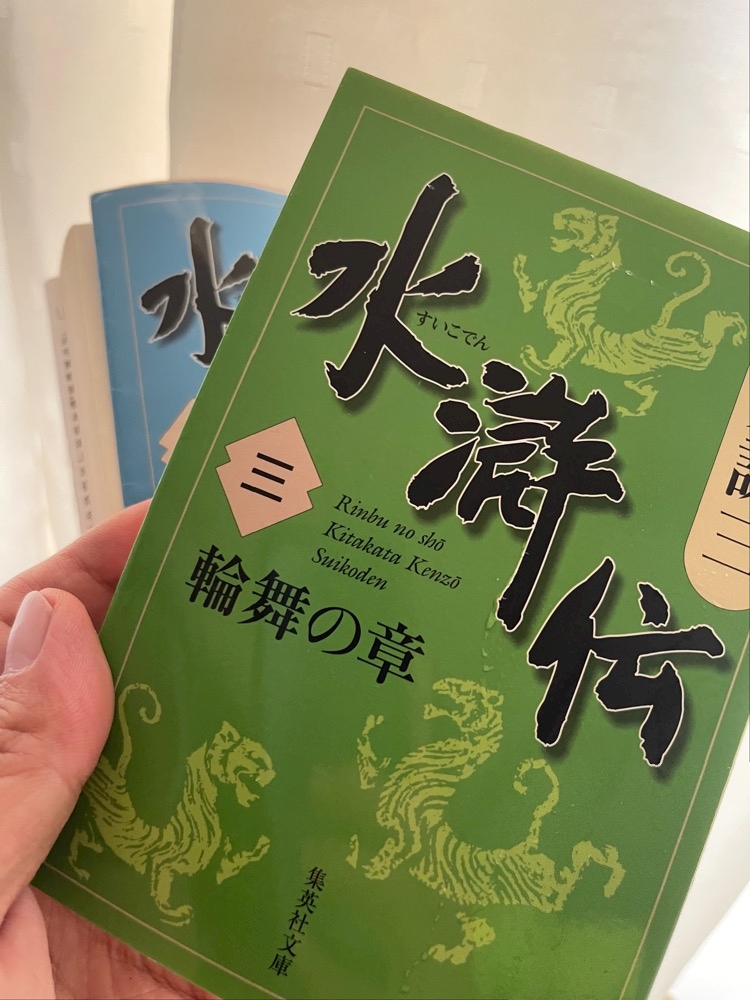 水滸伝
すいこでん
三
Rinbu no shō
Kitakata Kenzō
Suikoden
輪舞の章
集英社文庫
水